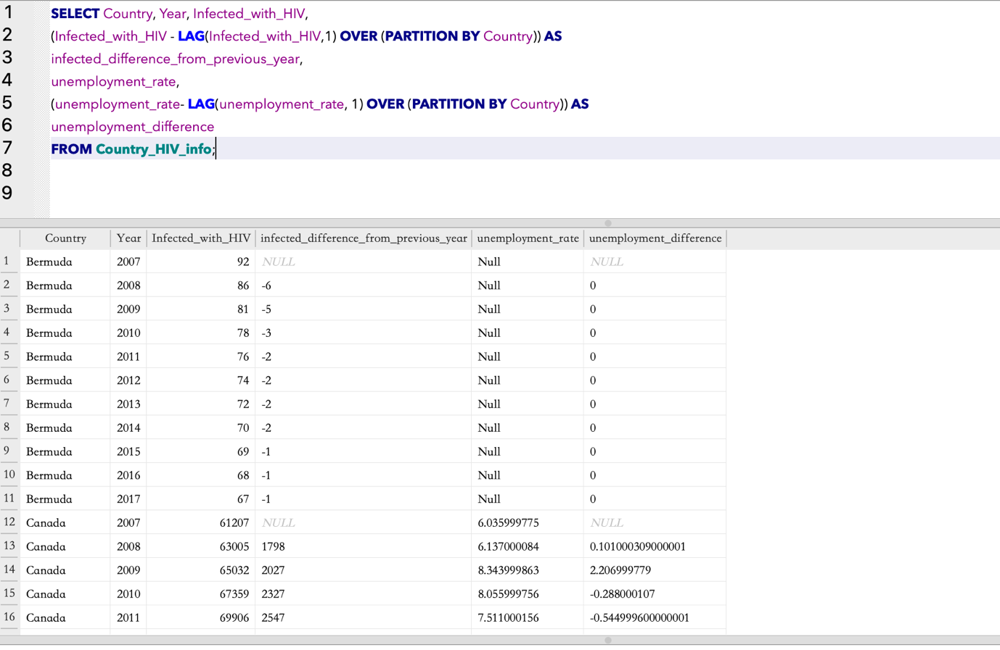 1 SELECT Country, Year, Infected_with_HIV,
2 (Infected_with_HIV - LAG(Infected_with_HIV,1) OVER (PARTITION BY Country)) AS
3 infected_difference_from_previous_year,
4 unemployment_rate,
5 (unemployment_rate- LAG(unemployment_rate, 1) OVER (PARTITION BY Country)) AS
6 unemployment_difference
7 FROM Country_HIV_info;
8
9
Country Year Infected_with_HIV infected_difference_from_previous_year unemployment_rate unemployment_difference
1 Bermuda 2007 92 NULL Null NULL
2 Bermuda 2008 86 -6 Null 0
3 Bermuda 2009 81 -5 Null 0
4 Bermuda 2010 78 -3 Null 0
5 Bermuda 2011 76 -2 Null 0
6 Bermuda 2012 74 -2 Null 0
7 Bermuda 2013 72 -2 Null 0
8 Bermuda 2014 70 -2 Null 0
9 Bermuda 2015 69 -1 Null 0
10 Bermuda 2016 68 -1 Null 0
11 Bermuda 2017 67 -1 Null 0
12 Canada 2007 61207 NULL 6.035999775 NULL
13 Canada 2008 63005 1798 6.137000084 0.101000309000001
14 Canada 2009 65032 2027 8.343999863 2.206999779
15 Canada 2010 67359 2327 8.055999756 -0.288000107
16 Canada 2011 69906 2547 7.511000156 -0.544999600000001